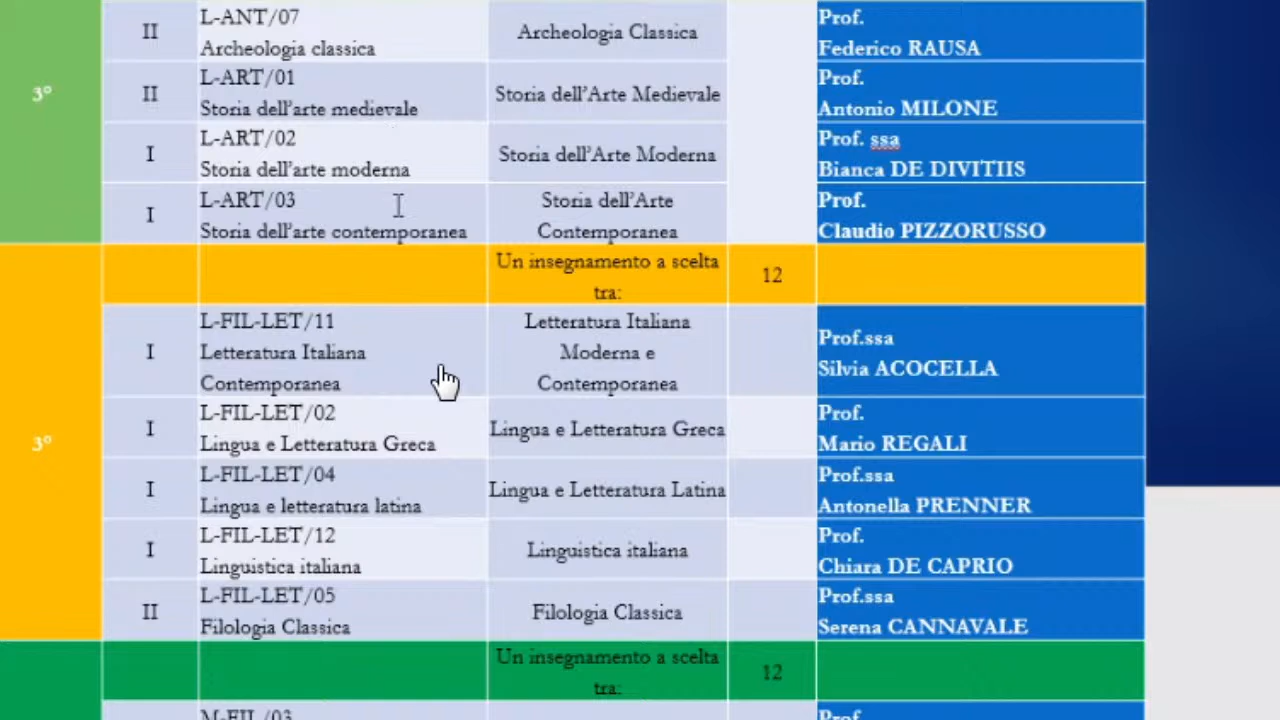 II
L-ANT/07
Archeologia classica
Archeologia Classica
Prof.
Federico RAUSA
3°
II
L-ART/01
Storia dell'arte medievale
Storia dell'Arte Medievale
Prof.
Antonio MILONE
I
L-ART/02
Storia dell'arte moderna
Storia dell'Arte Moderna
Prof. ssa
Bianca DE DIVITIIS
I
L-ART/03
Storia dell'arte contemporanea
Storia dell'Arte
Contemporanea
Prof.
Claudio PIZZORUSSO
Un insegnamento a scelta
tra:
12
I
L-FIL-LET/11
Letteratura Italiana
Contemporanea
Letteratura Italiana
Moderna e
Contemporanea
Prof.ssa
Silvia ACOCELLA
3°
I
L-FIL-LET/02
Lingua e Letteratura Greca
Lingua e Letteratura Greca
Prof.
Mario REGALI
I
L-FIL-LET/04
Lingua e letteratura latina
Lingua e Letteratura Latina
Prof.ssa
Antonella PRENNER
I
L-FIL-LET/12
Linguistica italiana
Linguistica italiana
Prof.
Chiara DE CAPRIO
II
L-FIL-LET/05
Filologia Classica
Filologia Classica
Prof.ssa
Serena CANNAVALE
Un insegnamento a scelta
tra:
12
M-FIL/03
Prof.